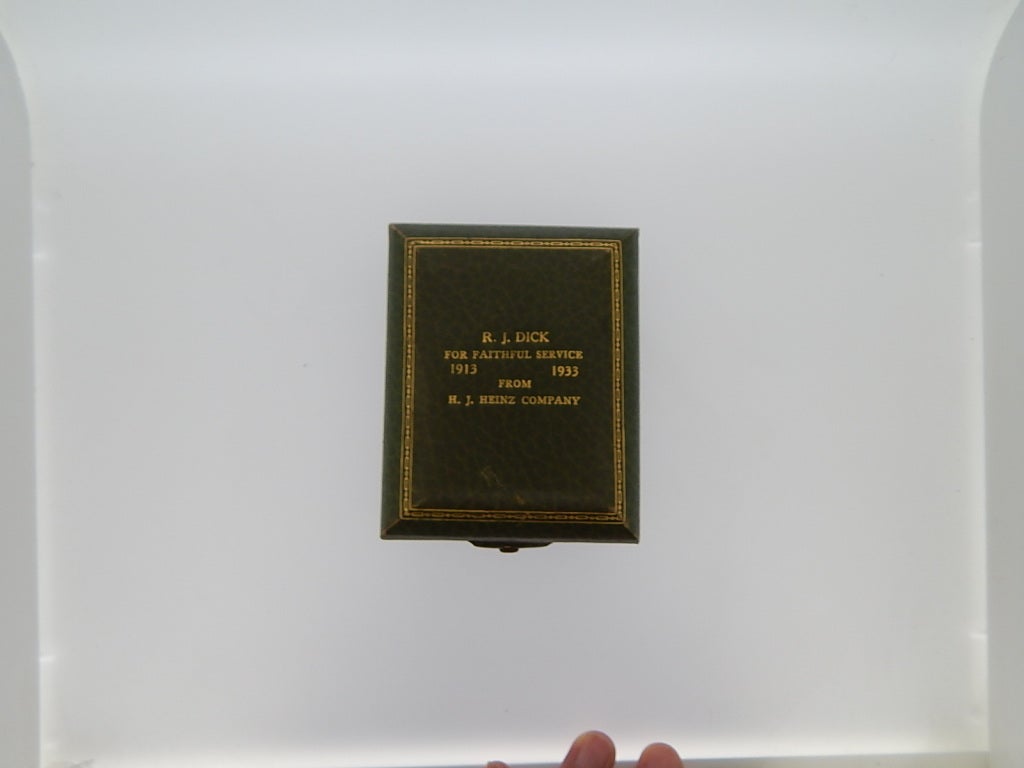 R. J. DICK
FOR FAITHFUL SERVICE
1913 1933
FROM
H. J. HEINZ COMPANY